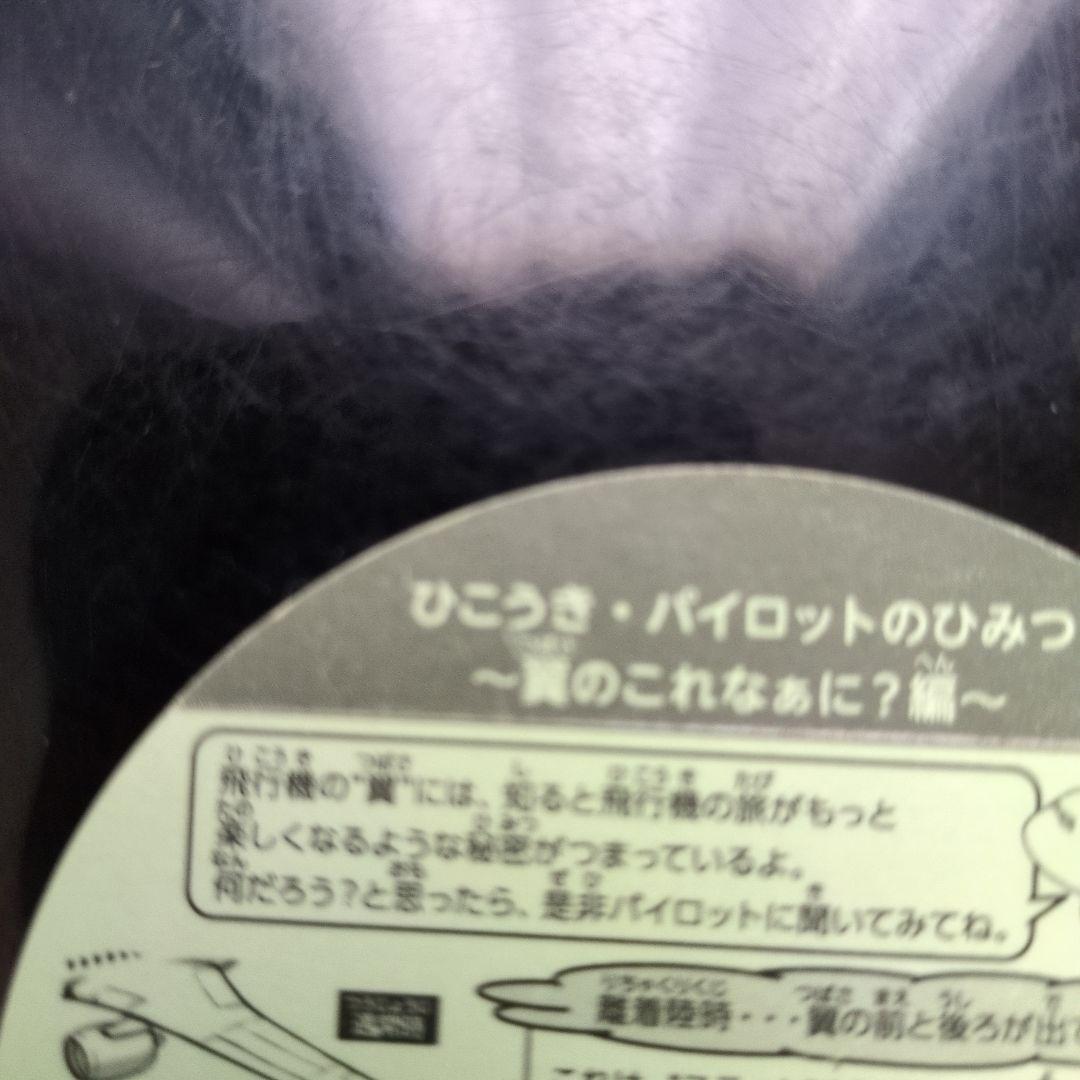 ひこうき・パイロットのひみつ
～翼のこれなぁに？編～
飛行機の"翼"には、知ると飛行機の旅がもっと
楽しくなるような秘密がつまっているよ。
何だろう？と思ったら、是非パイロットに聞いてみてね。
離着陸時・・・翼の前と後ろが出て